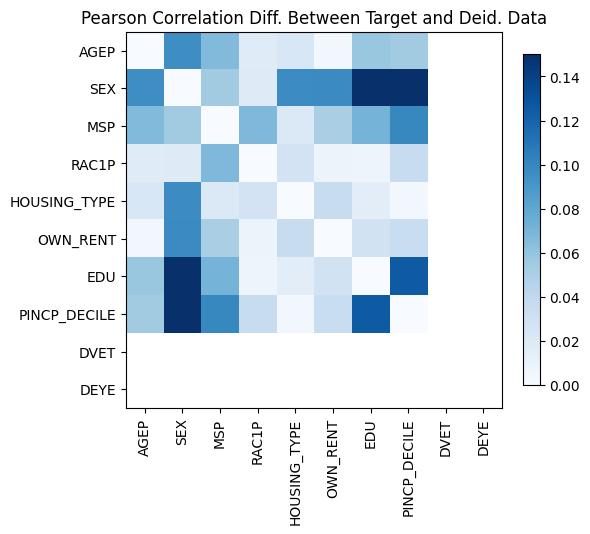 Pearson Correlation Diff. Between Target and Deid. Data
AGEP
SEX
MSP
RAC1P
HOUSING_TYPE
OWN_RENT
EDU
PINCP_DECILE
DVET
DEYE
AGEP
SEX
MSP
RAC1P
HOUSING_TYPE
OWN_RENT
EDU
PINCP_DECILE
DVET
DEYE
0.14
0.12
0.10
0.08
0.06
0.04
0.02
0.00